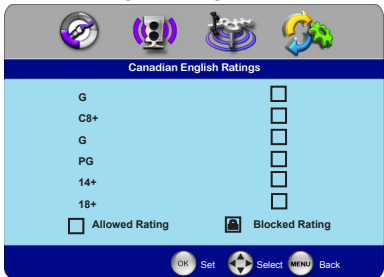 Canadian English Ratings
G
C8+
G
PG
14+
18+
Allowed Rating Blocked Rating
OK Set Select MENU Back